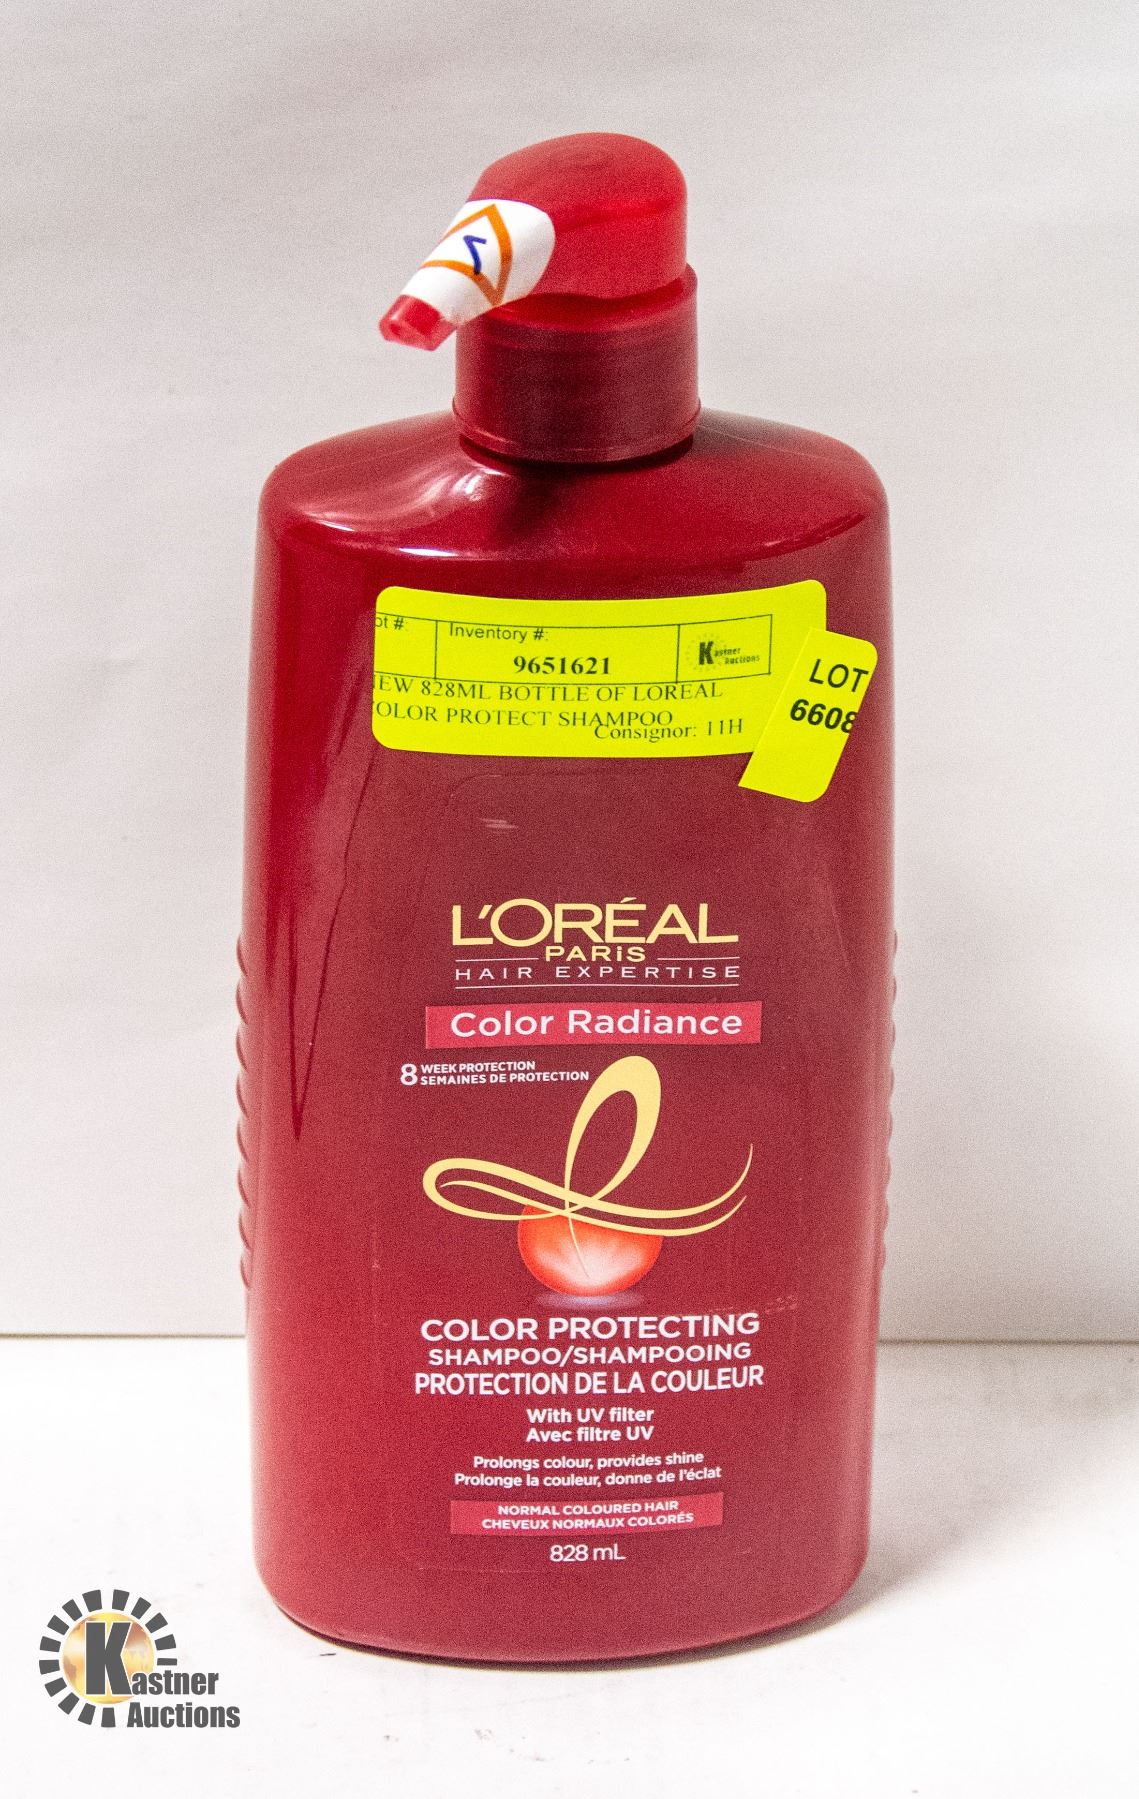 ot #:
Inventory #:
9651621
Kastner Auctions
EW 828ML BOTTLE OF LOREAL
OLOR PROTECT SHAMPOO
Consignor: 11H
LOT
6608
L'ORÉAL
PARIS
HAIR EXPERTISE
Color Radiance
8 WEEK PROTECTION
SEMAINES DE PROTECTION
COLOR PROTECTING
SHAMPOO/SHAMPOOING
PROTECTION DE LA COULEUR
With UV filter
Avec filtre UV
Prolongs colour, provides shine
Prolonge la couleur, donne de l'éclat
NORMAL COLOURED HAIR
CHEVEUX NORMAUX COLORÉS
828 mL
Kastner
Auctions